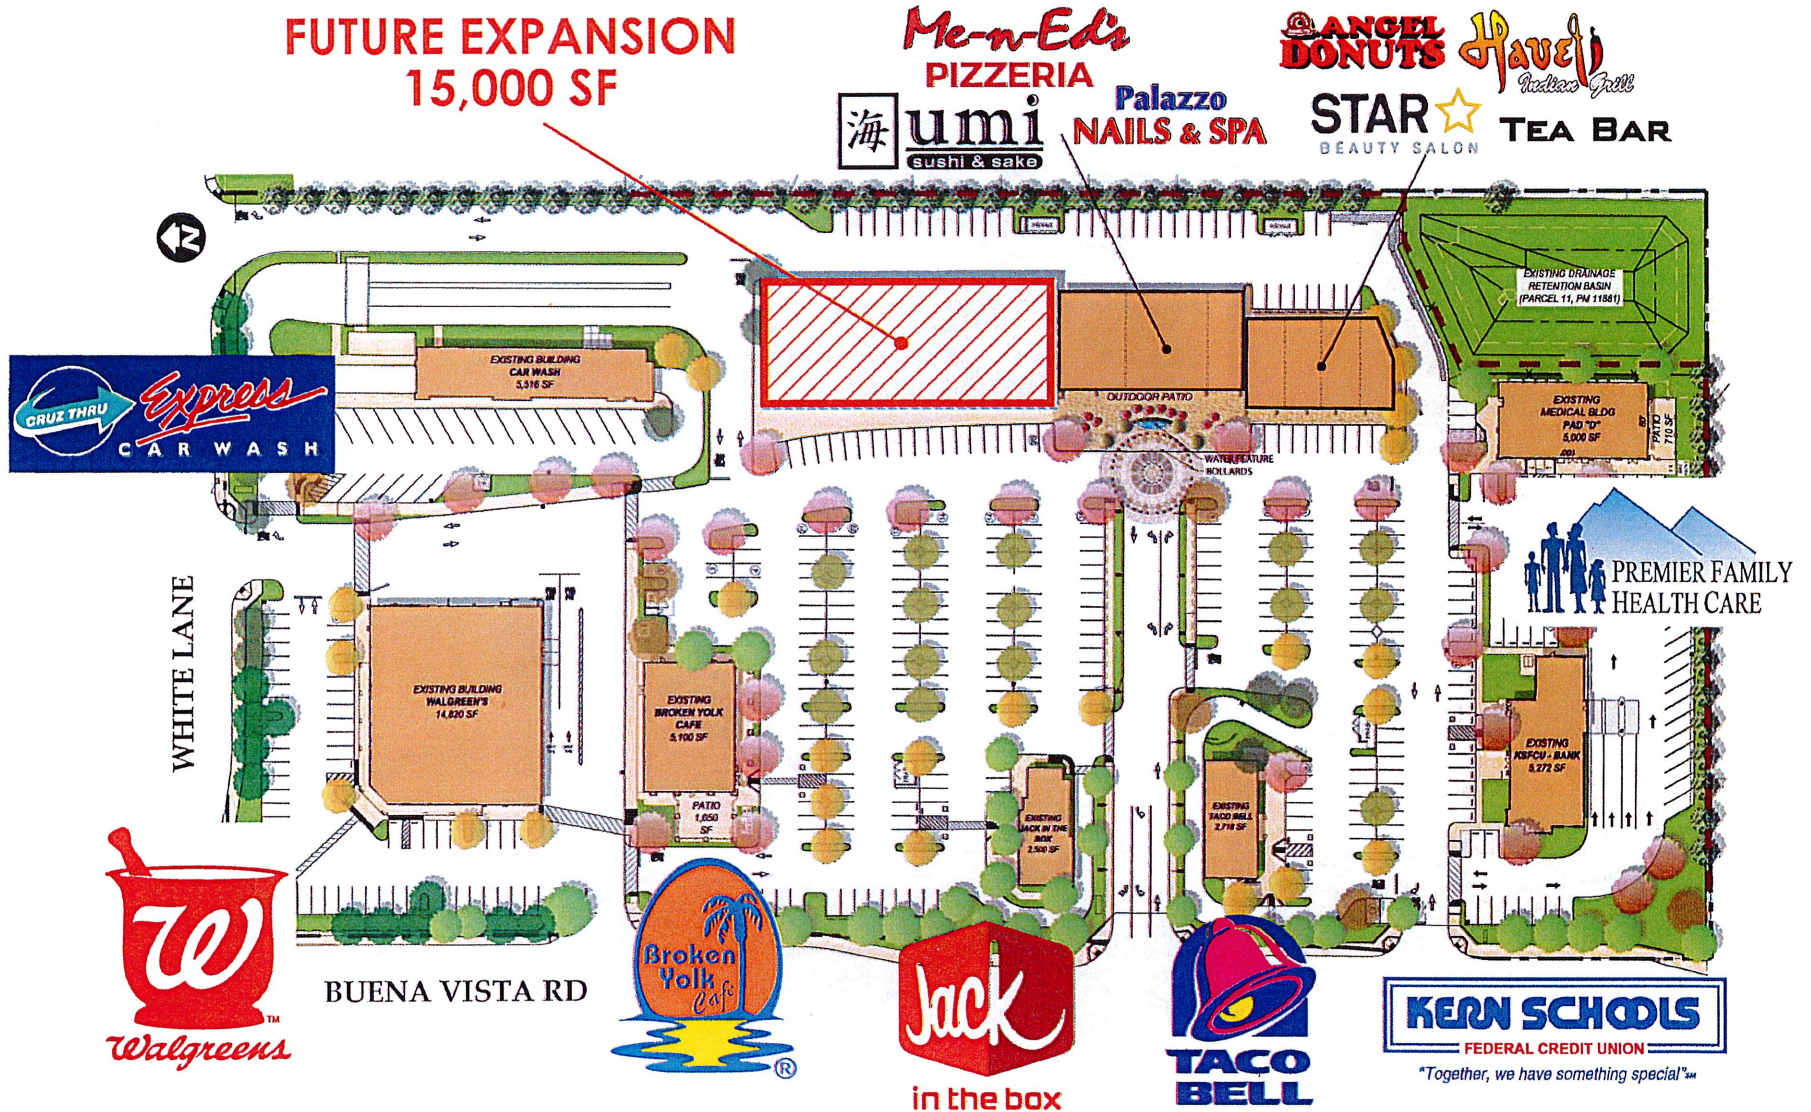 FUTURE EXPANSION
15,000 SF
Me-n-Ed's
PIZZERIA
海 umi
sushi & sake
Palazzo
NAILS & SPA
ANGEL
DONUTS
Haveli
Indian Grill
STAR
BEAUTY SALON
TEA BAR
N
EXISTING DRAINAGE
RETENTION BASIN
(PARCEL 11, PM 11881)
CRUZ THRU
Express
CAR WASH
EXISTING BUILDING
CAR WASH
5,516 SF
OUTDOOR PATIO
WATER FEATURE
BOLLARDS
EXISTING
MEDICAL BLDG
PAD "D"
5,000 SF
PATIO
710 SF
PREMIER FAMILY
HEALTH CARE
WHITE LANE
EXISTING BUILDING
WALGREEN'S
14,820 SF
EXISTING
BROKEN YOLK
CAFE
5,100 SF
PATIO
1,050
SF
EXISTING
JACK IN THE
BOX
2,500 SF
EXISTING
TACO BELL
2,718 SF
EXISTING
KSFCU - BANK
5,272 SF
W
Walgreens™
BUENA VISTA RD
Broken
Yolk
Café
®
Jack
in the box
TACO
BELL
KERN SCHOOLS
FEDERAL CREDIT UNION
"Together, we have something special"℠